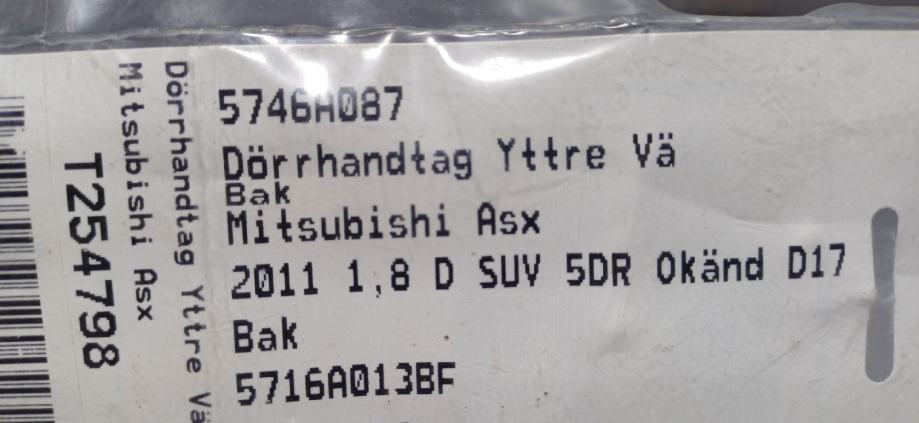 5746A087
Dörrhandtag Yttre Vä
Bak
Mitsubishi Asx
2011 1,8 D SUV 5DR Okänd D17
Bak
5716A013BF
Dörrhandtag Yttre Vä
Mitsubishi Asx
T254798